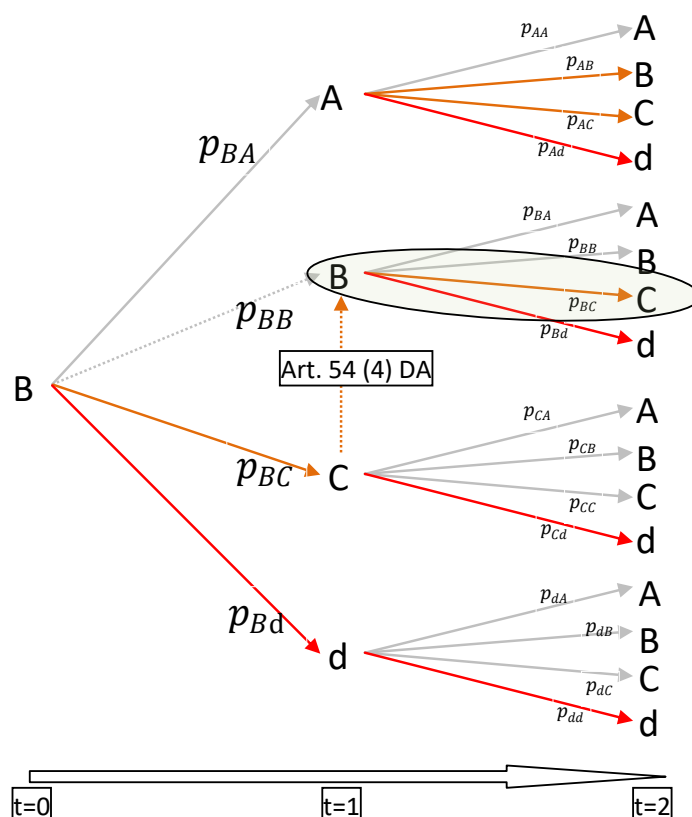 A
p_AA
A
p_AB
B
p_AC
C
p_Ad
d
p_BA
p_BA
A
p_BB
B
B
p_BC
C
p_Bd
d
p_BB
Art. 54 (4) DA
B
p_CA
A
p_CB
B
p_BC
C
p_CC
C
p_Cd
d
p_dA
A
p_Bd
p_dB
B
d
p_dC
C
p_dd
d
t=0
t=1
t=2